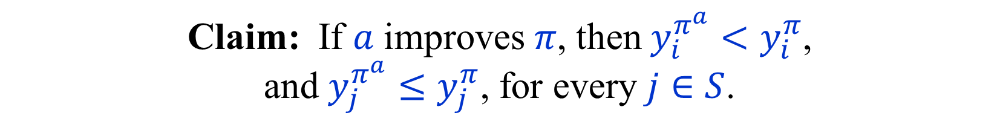 Claim: If a improves π, then y_i^{π^a} < y_i^π,
and y_j^{π^a} ≤ y_j^π, for every j ∈ S.